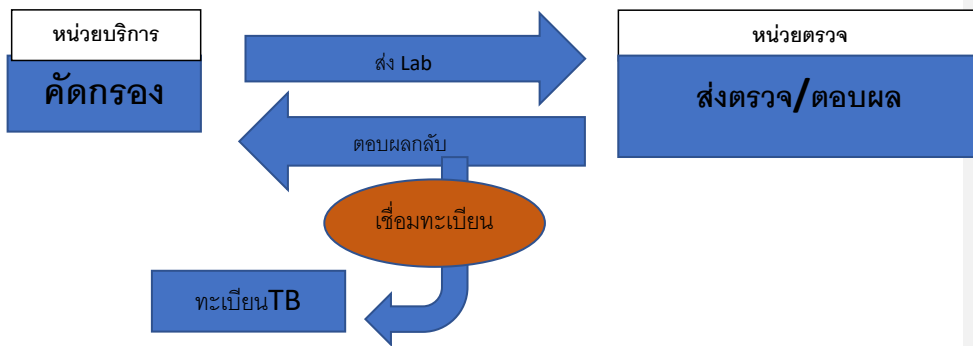 หน่วยบริการ
คัดกรอง
ส่ง Lab
หน่วยตรวจ
ส่งตรวจ/ตอบผล
ตอบผลกลับ
เชื่อมทะเบียน
ทะเบียนTB